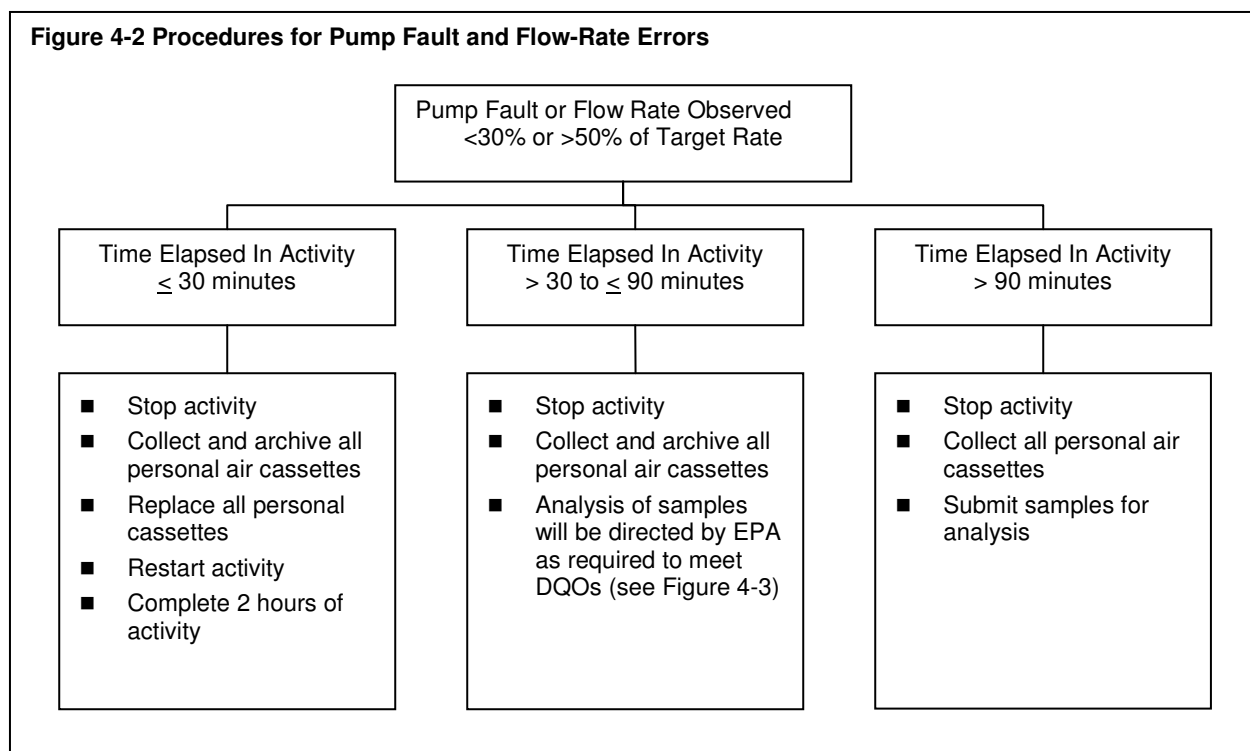 Figure 4-2 Procedures for Pump Fault and Flow-Rate Errors
Pump Fault or Flow Rate Observed
<30% or >50% of Target Rate
Time Elapsed In Activity
≤ 30 minutes
Time Elapsed In Activity
> 30 to ≤ 90 minutes
Time Elapsed In Activity
> 90 minutes
■ Stop activity
■ Collect and archive all
personal air cassettes
■ Replace all personal
cassettes
■ Restart activity
■ Complete 2 hours of
activity
■ Stop activity
■ Collect and archive all
personal air cassettes
■ Analysis of samples
will be directed by EPA
as required to meet
DQOs (see Figure 4-3)
■ Stop activity
■ Collect all personal air
cassettes
■ Submit samples for
analysis